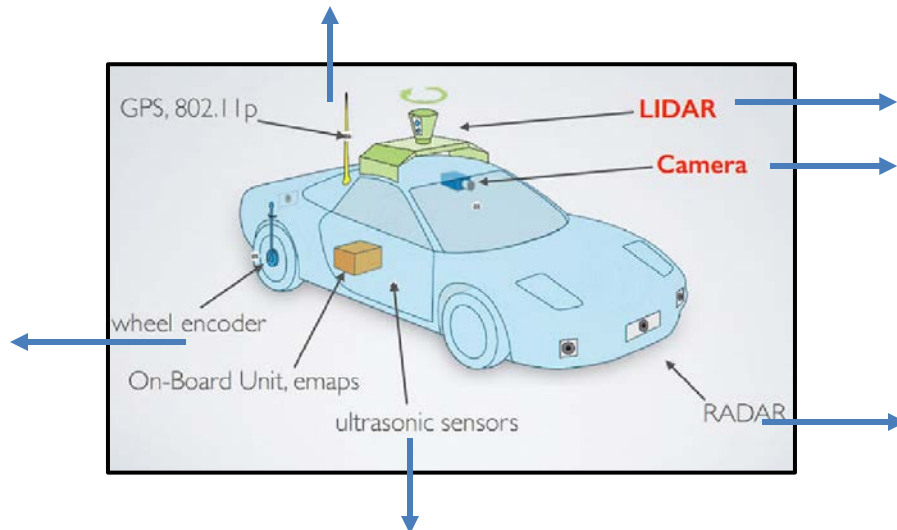 GPS, 802.11p
LIDAR
Camera
wheel encoder
On-Board Unit, emaps
ultrasonic sensors
RADAR